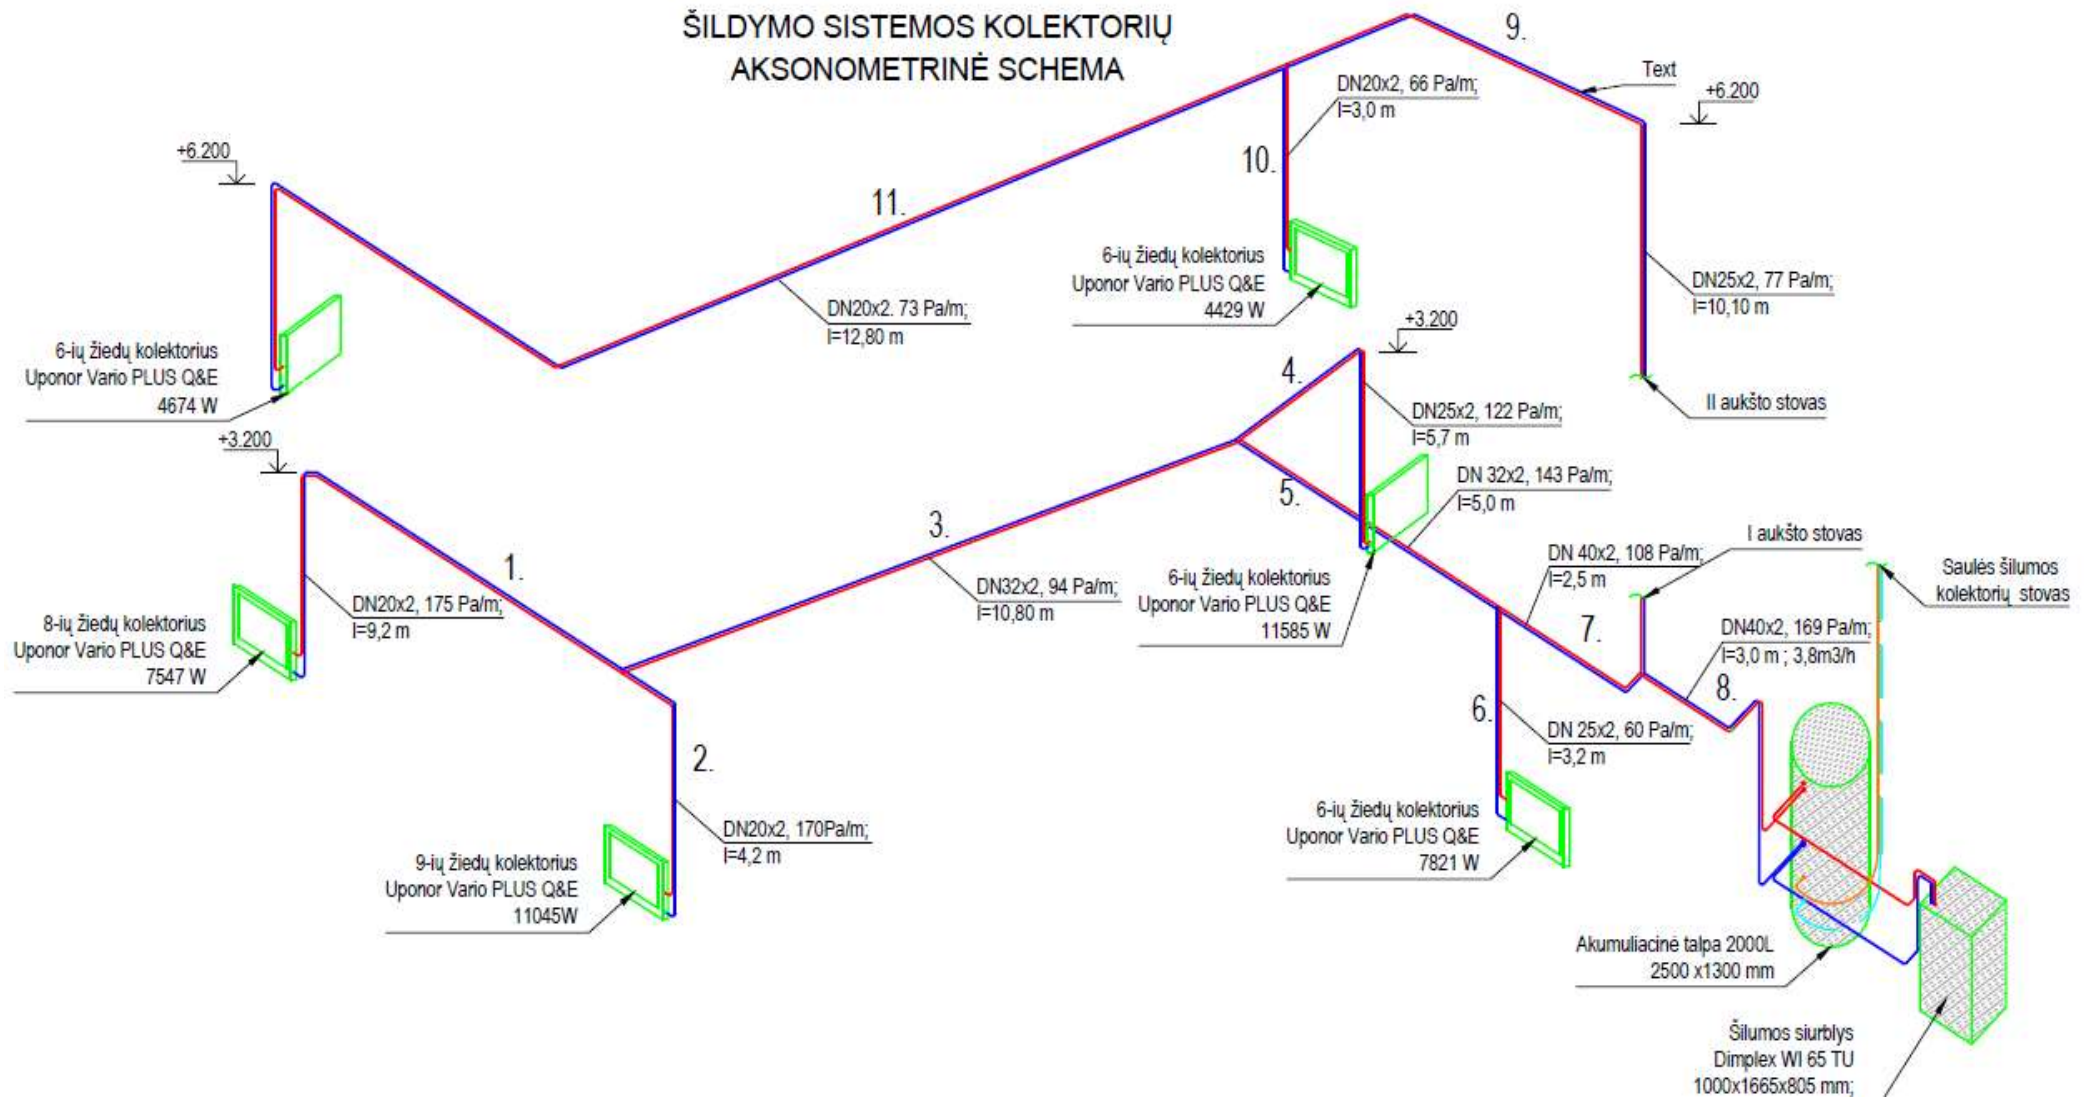 ŠILDYMO SISTEMOS KOLEKTORIŲ
AKSONOMETRINĖ SCHEMA
9.
Text
+6.200
DN20x2, 66 Pa/m;
l=3,0 m
10.
+6.200
11.
6-ių žiedų kolektorius
Uponor Vario PLUS Q&E
4429 W
DN25x2, 77 Pa/m;
l=10,10 m
DN20x2. 73 Pa/m;
l=12,80 m
+3.200
6-ių žiedų kolektorius
Uponor Vario PLUS Q&E
4674 W
4.
DN25x2, 122 Pa/m;
l=5,7 m
II aukšto stovas
+3.200
5.
DN 32x2, 143 Pa/m;
l=5,0 m
3.
I aukšto stovas
1.
DN 40x2, 108 Pa/m;
l=2,5 m
Saulės šilumos
kolektorių stovas
DN20x2, 175 Pa/m;
l=9,2 m
DN32x2, 94 Pa/m;
l=10,80 m
6-ių žiedų kolektorius
Uponor Vario PLUS Q&E
11585 W
8-ių žiedų kolektorius
Uponor Vario PLUS Q&E
7547 W
7.
DN40x2, 169 Pa/m;
l=3,0 m ; 3,8m3/h
8.
6.
DN 25x2, 60 Pa/m;
l=3,2 m
2.
DN20x2, 170Pa/m;
l=4,2 m
6-ių žiedų kolektorius
Uponor Vario PLUS Q&E
7821 W
9-ių žiedų kolektorius
Uponor Vario PLUS Q&E
11045W
Akumuliacinė talpa 2000L
2500 x1300 mm
Šilumos siurblys
Dimplex WI 65 TU
1000x1665x805 mm;